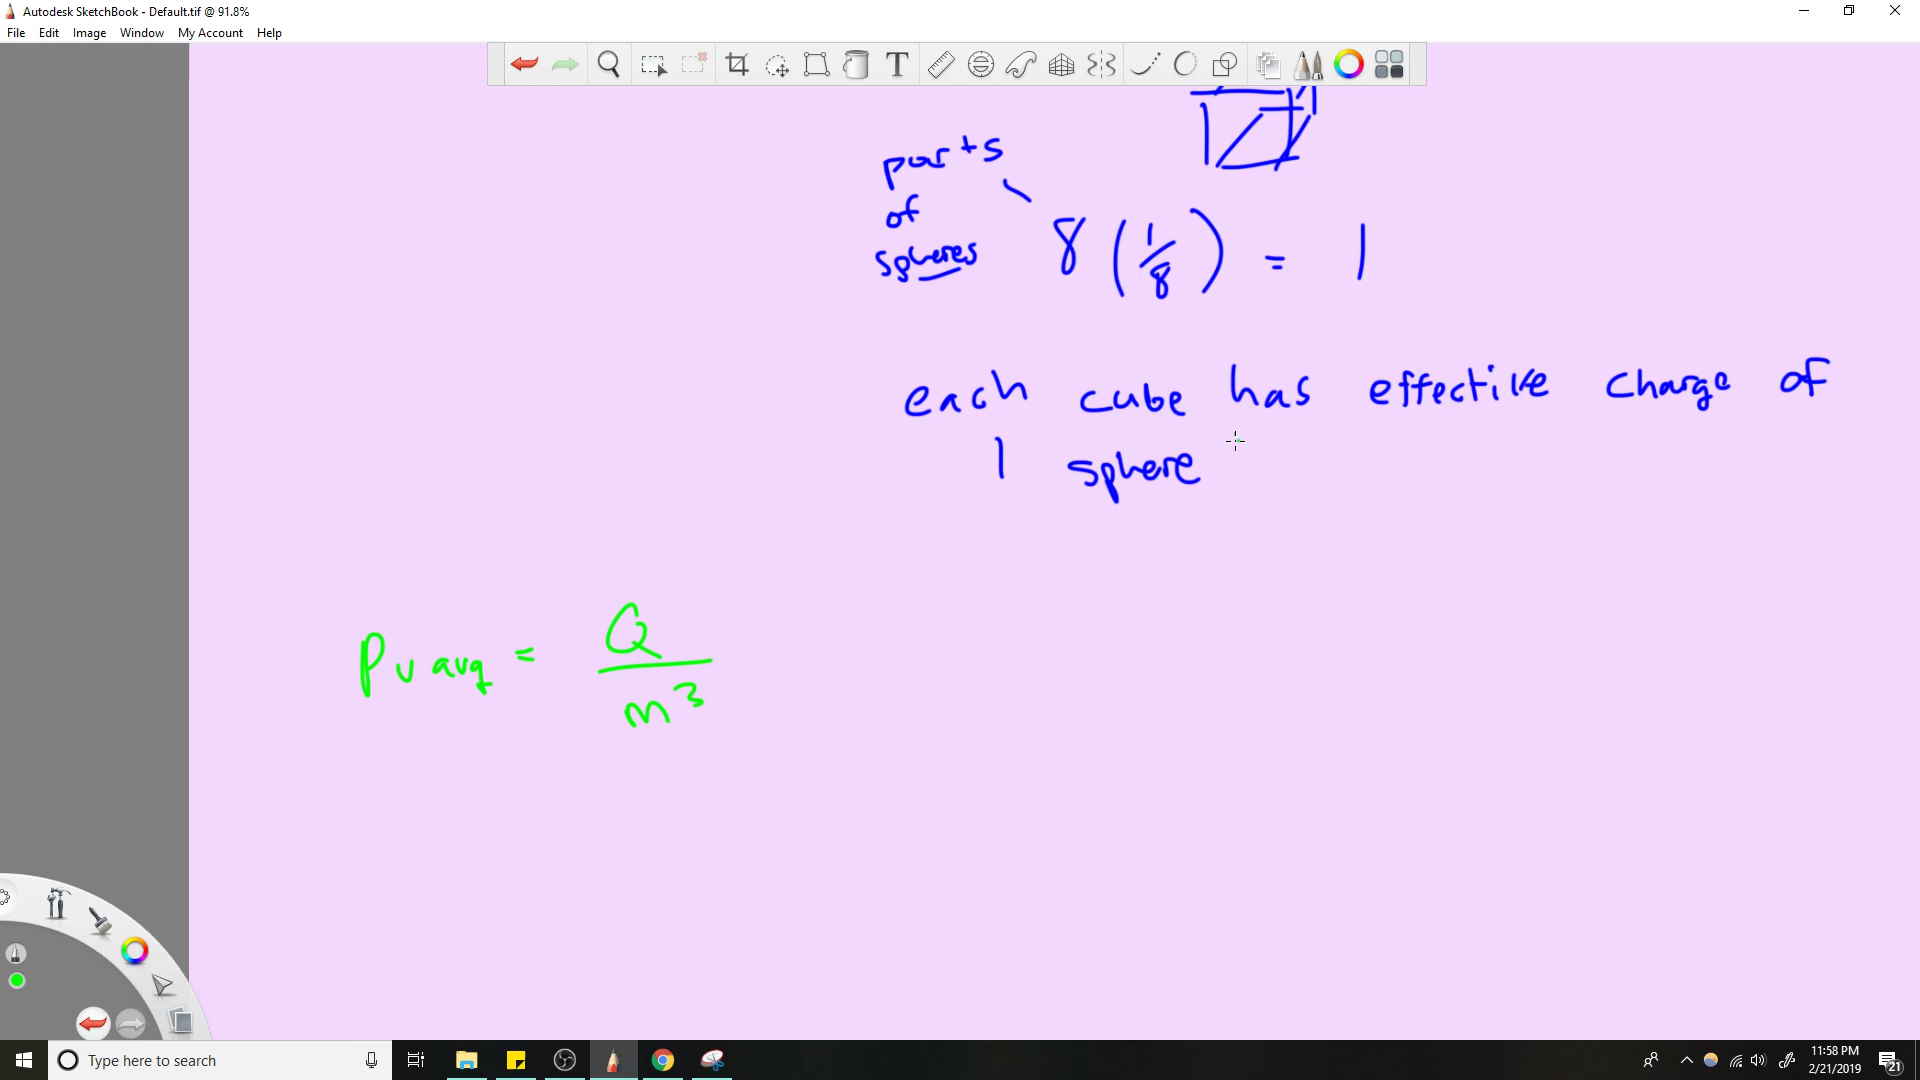 Autodesk SketchBook - Default.tif @ 91.8%
File Edit Image Window My Account Help
T
parts
of
spheres
8 (1/8) = 1
each cube has effective charge of
1 sphere
ρv avg = Q/m³
Type here to search
11:58 PM
2/21/2019
21